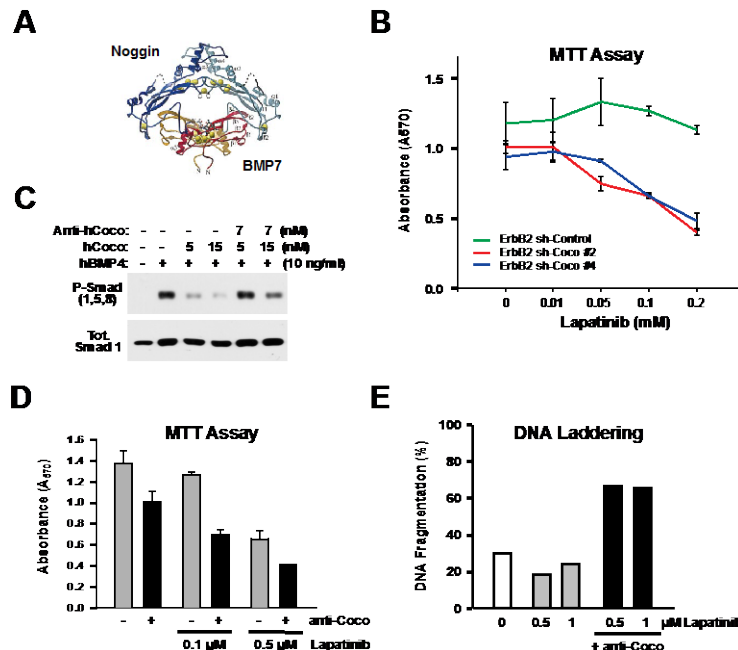 A
Noggin
BMP7
B
MTT Assay
Absorbance (A570)
1.5
1.0
0.5
0.0
ErbB2 sh-Control
ErbB2 sh-Coco #2
ErbB2 sh-Coco #4
0 0.01 0.05 0.1 0.2
Lapatinib (mM)
C
Anti-hCoco: - - - - 7 7 (nM)
hCoco: - - 5 15 5 15 (nM)
hBMP4: - + + + + + (10 ng/ml)
P-Smad
(1,5,8)
Tot.
Smad 1
D
MTT Assay
Absorbance (A570)
1.6
1.4
1.2
1.0
0.8
0.6
0.4
0.2
0.0
- + - + - + anti-Coco
0.1 µM 0.5 µM Lapatinib
E
DNA Laddering
DNA Fragmentation (%)
100
80
60
40
20
0
0 0.5 1 0.5 1 µM Lapatinib
+ anti-Coco